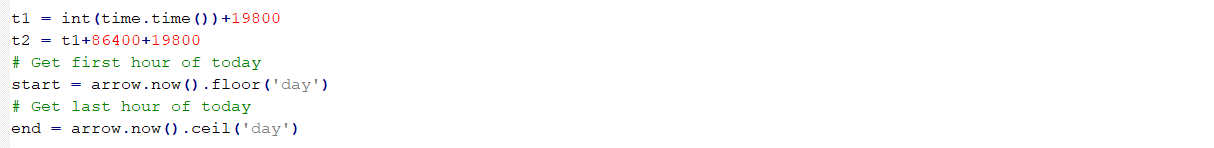 t1 = int(time.time())+19800
t2 = t1+86400+19800
# Get first hour of today
start = arrow.now().floor('day')
# Get last hour of today
end = arrow.now().ceil('day')